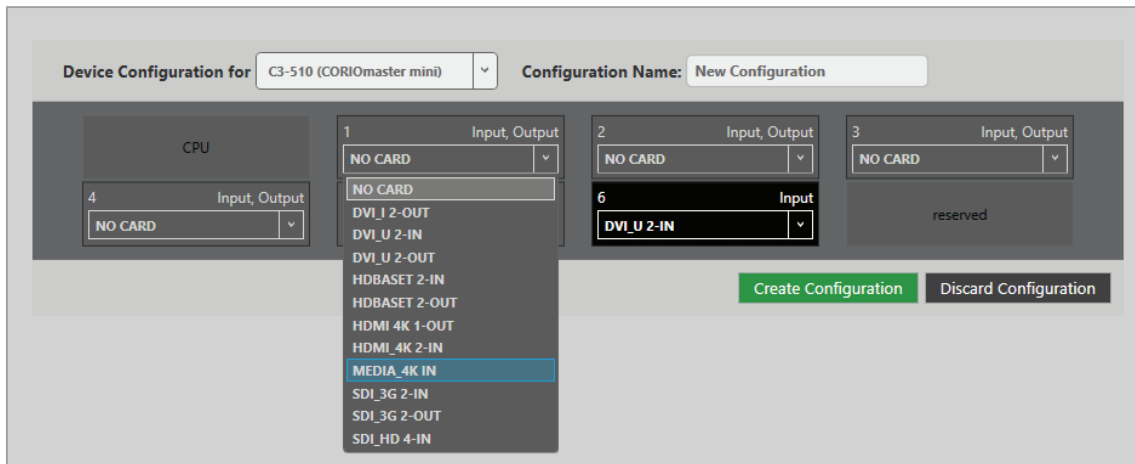 Device Configuration for C3-510 (CORIOmaster mini) Configuration Name: New Configuration
CPU
1 Input, Output
NO CARD
2 Input, Output
NO CARD
3 Input, Output
NO CARD
4 Input, Output
NO CARD
NO CARD
DVI_I 2-OUT
DVI_U 2-IN
DVI_U 2-OUT
HDBASET 2-IN
HDBASET 2-OUT
HDMI 4K 1-OUT
HDMI_4K 2-IN
MEDIA_4K IN
SDI_3G 2-IN
SDI_3G 2-OUT
SDI_HD 4-IN
6 Input
DVI_U 2-IN
reserved
Create Configuration Discard Configuration